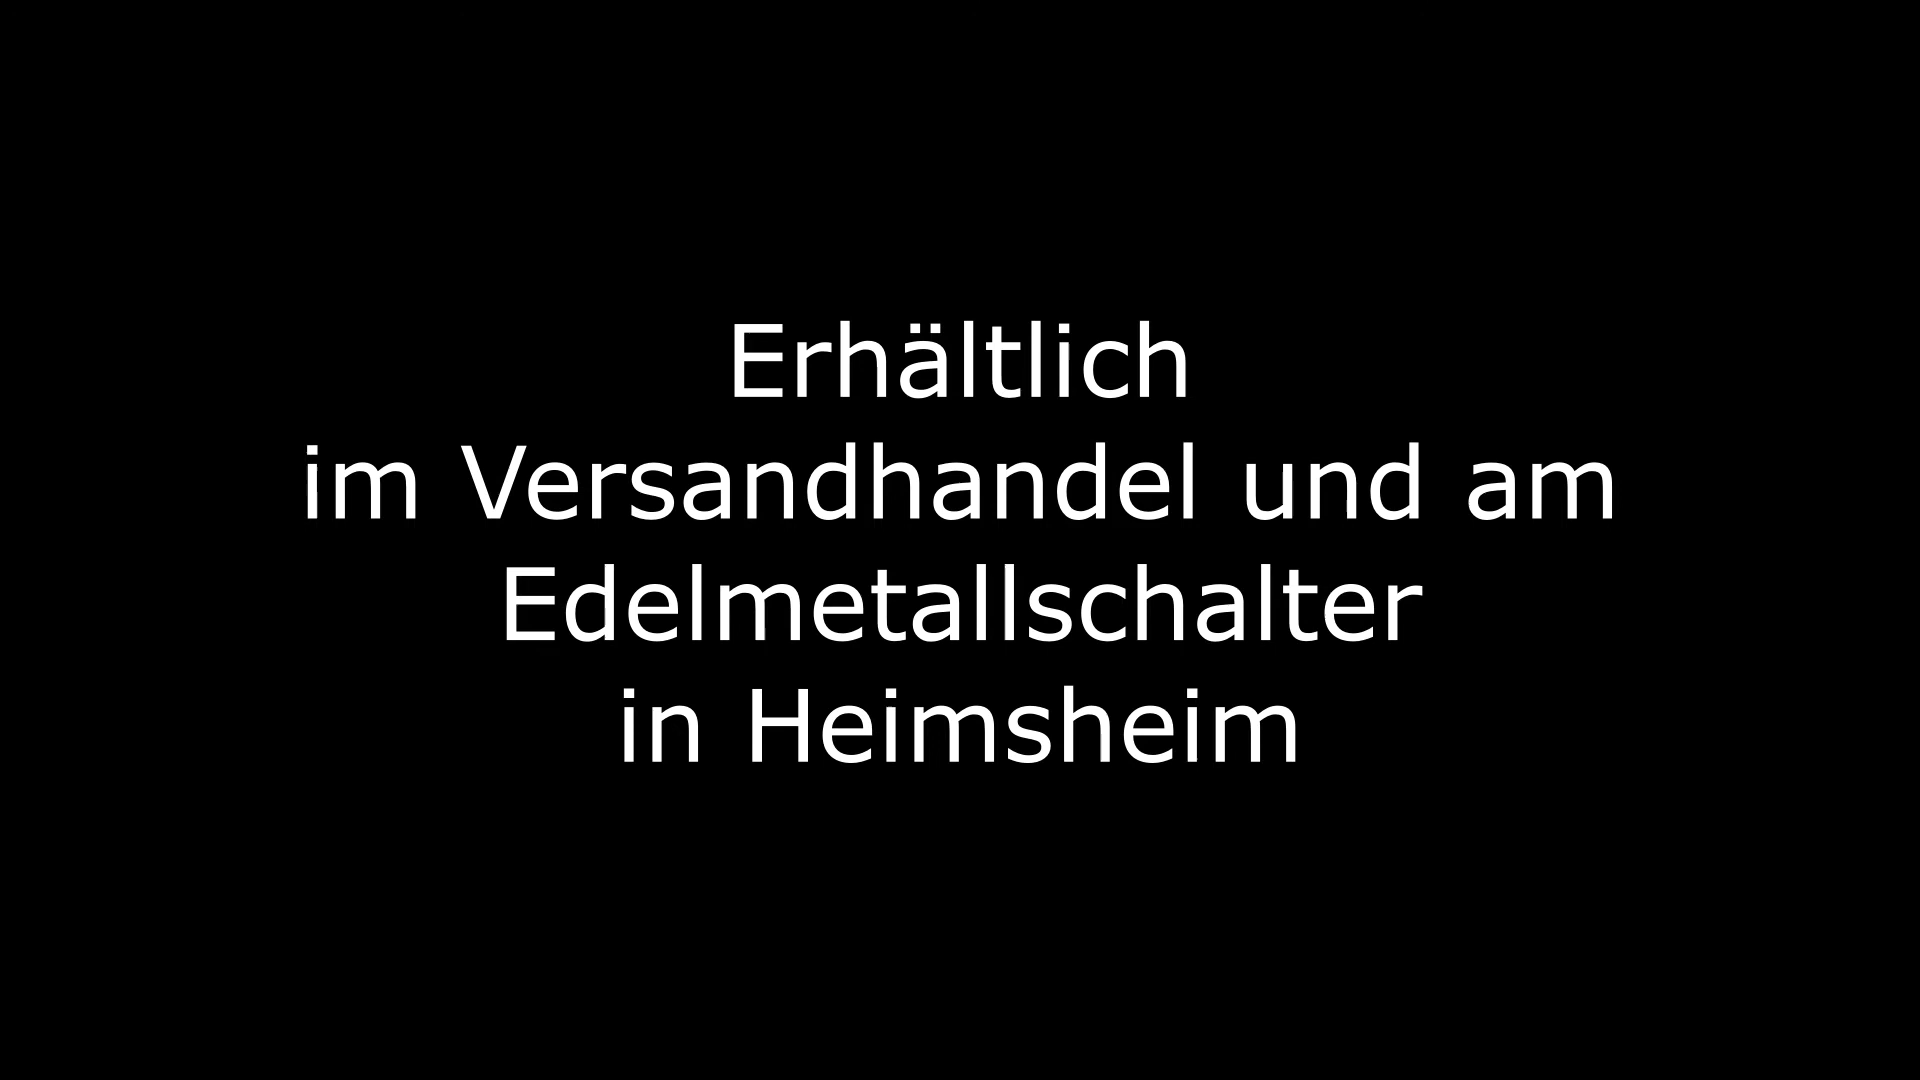 Erhältlich
im Versandhandel und am
Edelmetallschalter
in Heimsheim